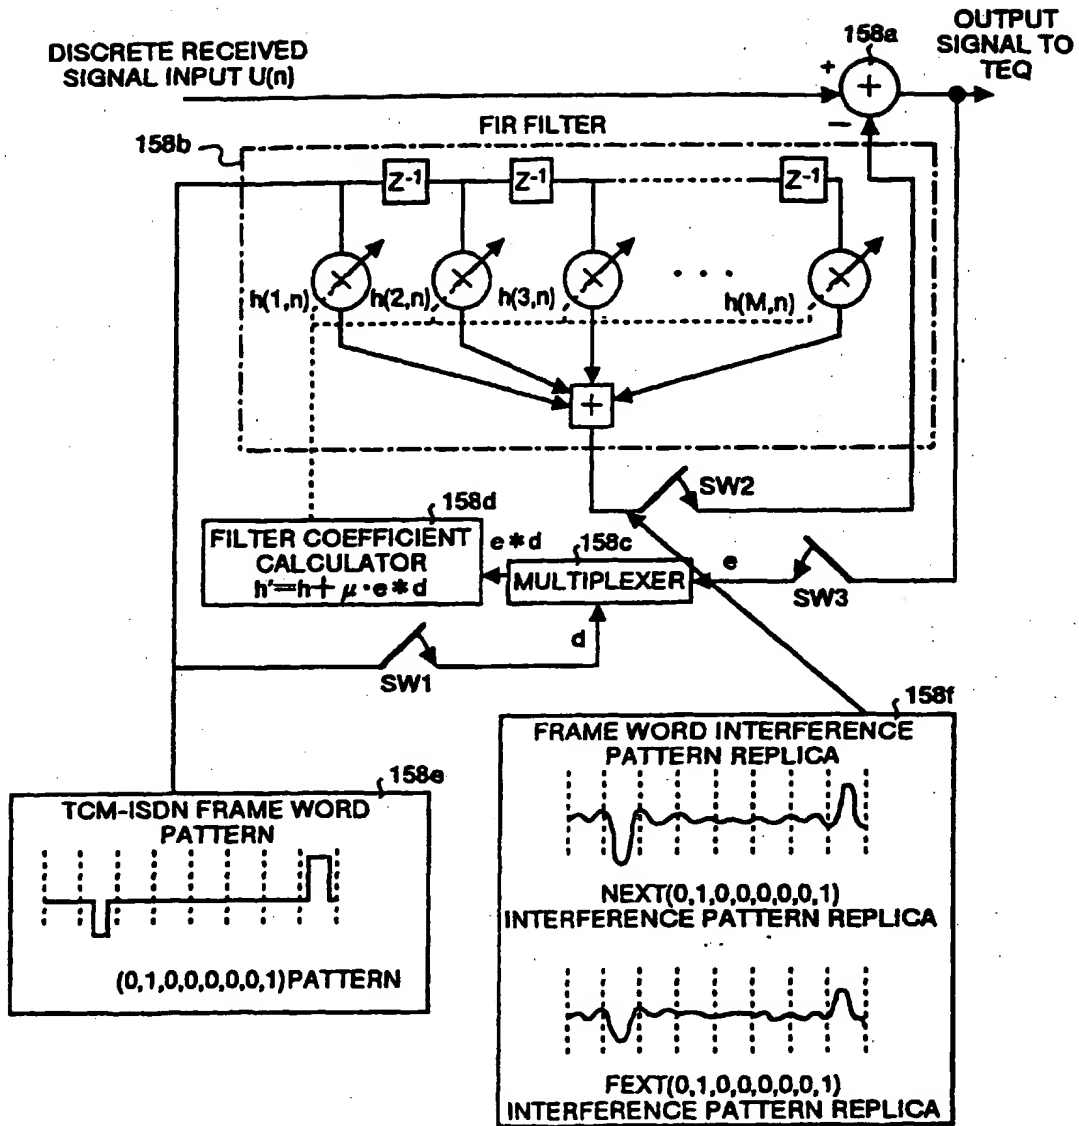 DISCRETE RECEIVED
SIGNAL INPUT U(n)
158a
OUTPUT
SIGNAL TO
TEQ
+
+
−
FIR FILTER
158b
Z-1
Z-1
Z-1
×
×
×
×
h(1,n)
h(2,n)
h(3,n)
...
h(M,n)
+
SW2
158d
FILTER COEFFICIENT
CALCULATOR
h'=h+ μ·e*d
e*d
158c
MULTIPLEXER
e
SW3
d
SW1
158e
TCM-ISDN FRAME WORD
PATTERN
(0,1,0,0,0,0,0,1)PATTERN
158f
FRAME WORD INTERFERENCE
PATTERN REPLICA
NEXT(0,1,0,0,0,0,0,1)
INTERFERENCE PATTERN REPLICA
FEXT(0,1,0,0,0,0,0,1)
INTERFERENCE PATTERN REPLICA